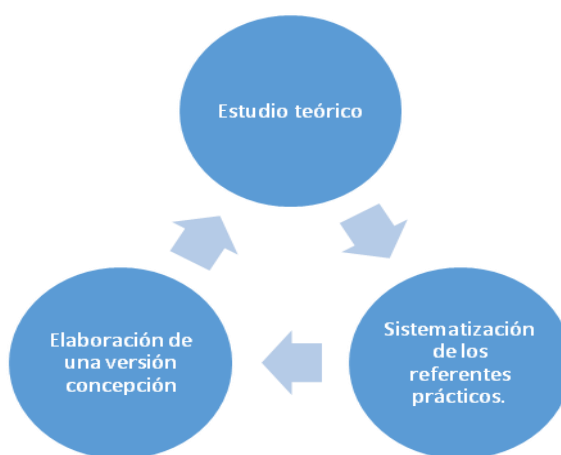 Estudio teórico
Sistematización
de los
referentes
prácticos.
Elaboración de
una versión
concepción